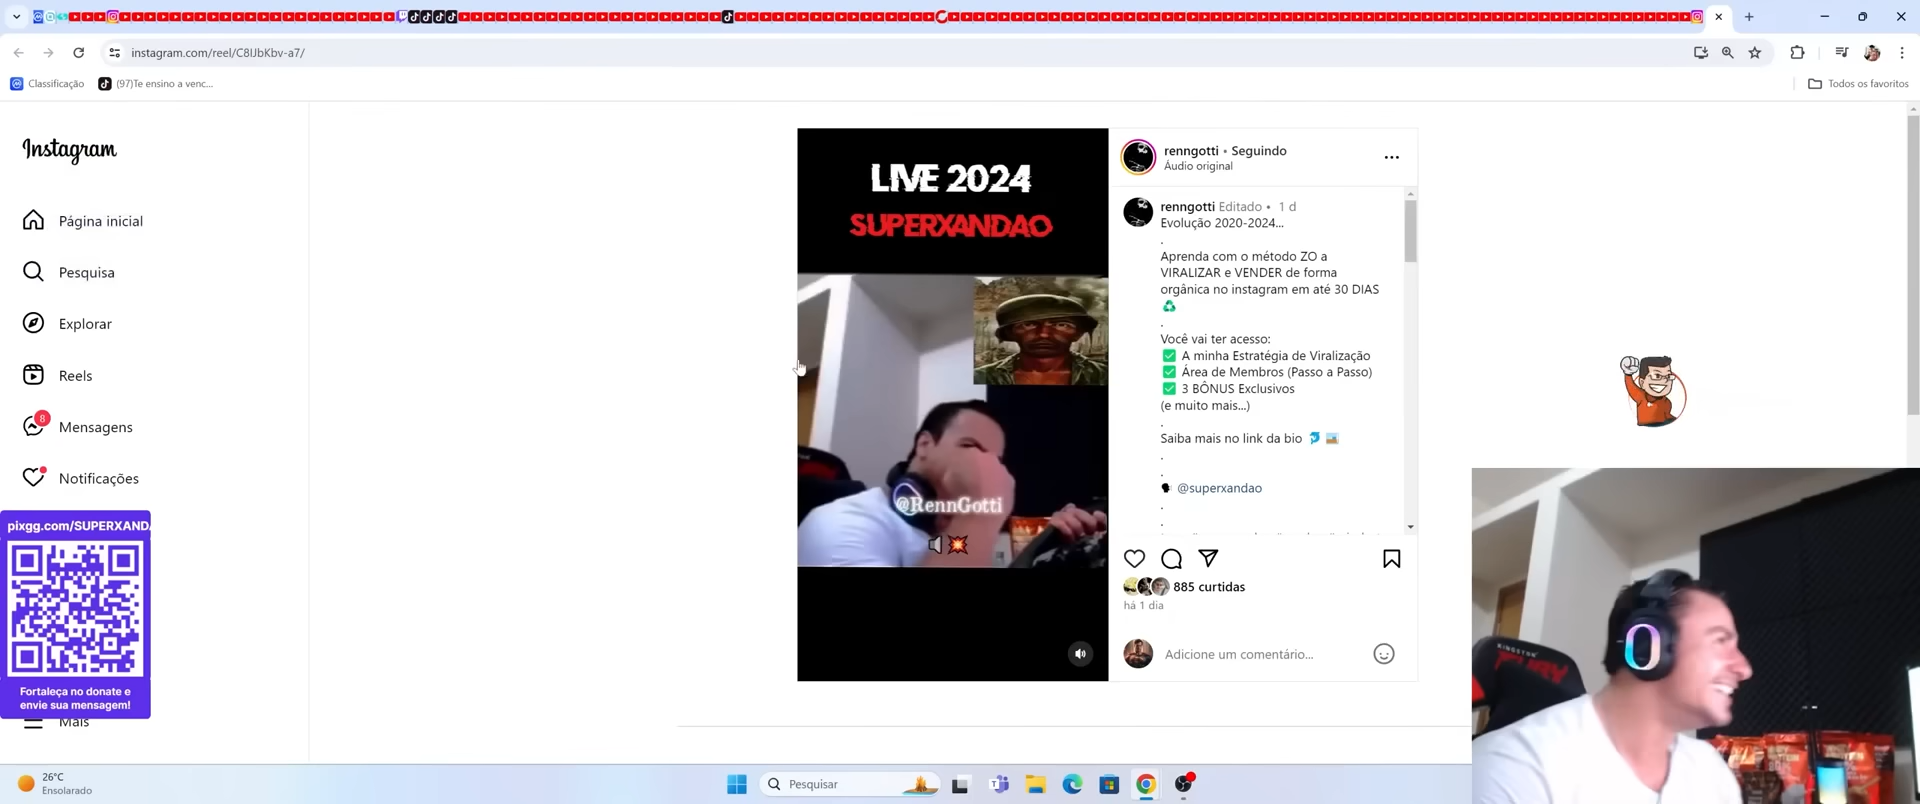 instagram.com/reel/C8lJbKbv-a7/
Classificação
(97)Te ensino a venc...
Todos os favoritos
Instagram
Página inicial
Pesquisa
Explorar
Reels
8
Mensagens
Notificações
pixgg.com/SUPERXANDA
Fortaleça no donate e
envie sua mensagem!
Mais
LIVE 2024
SUPERXANDAO
@RennGotti
renngotti • Seguindo
Áudio original
renngotti Editado • 1 d
Evolução 2020-2024...
.
Aprenda com o método ZO a
VIRALIZAR e VENDER de forma
orgânica no instagram em até 30 DIAS
♻️
.
Você vai ter acesso:
✅ A minha Estratégia de Viralização
✅ Área de Membros (Passo a Passo)
✅ 3 BÔNUS Exclusivos
(e muito mais...)
.
Saiba mais no link da bio
.
.
🗣 @superxandao
.
.
885 curtidas
há 1 dia
Adicione um comentário...
KINGSTON
26°C
Ensolarado
Pesquisar